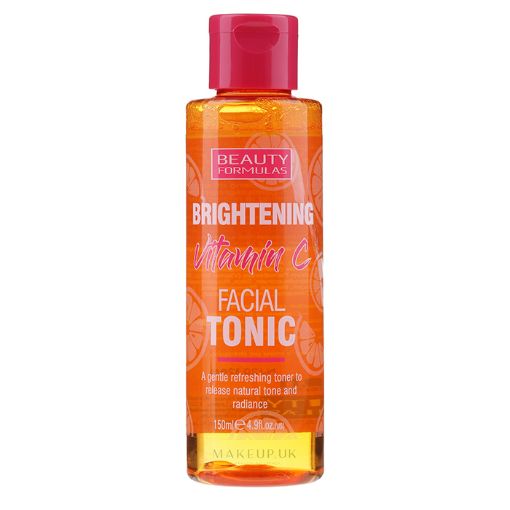 BEAUTY
FORMULAS
BRIGHTENING
Vitamin C
FACIAL
TONIC
A gentle refreshing toner to
release natural tone and
radiance
150ml ℮ 4.9fl.oz.(US)
MAKEUP.UK